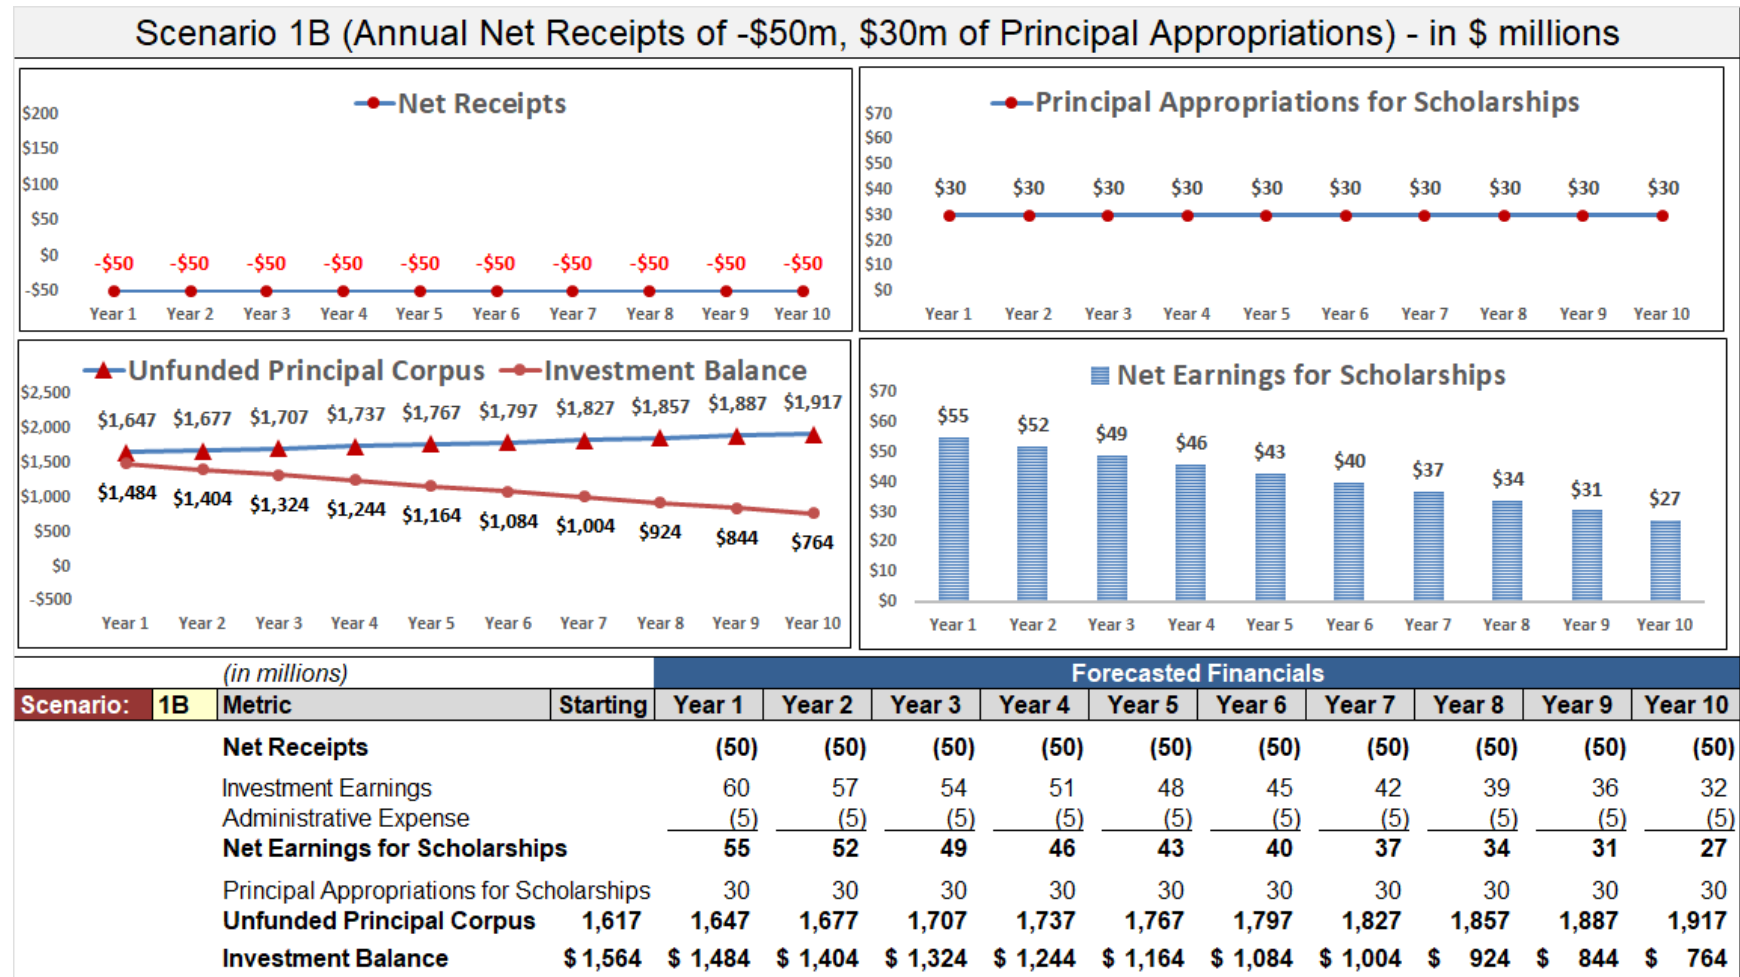 Scenario 1B (Annual Net Receipts of -$50m, $30m of Principal Appropriations) - in $ millions
Net Receipts
$200
$150
$100
$50
$0
-$50
-$50 -$50 -$50 -$50 -$50 -$50 -$50 -$50 -$50 -$50
Year 1 Year 2 Year 3 Year 4 Year 5 Year 6 Year 7 Year 8 Year 9 Year 10
Principal Appropriations for Scholarships
$70
$60
$50
$40
$30
$20
$10
$0
$30 $30 $30 $30 $30 $30 $30 $30 $30 $30
Year 1 Year 2 Year 3 Year 4 Year 5 Year 6 Year 7 Year 8 Year 9 Year 10
Unfunded Principal Corpus Investment Balance
$2,500
$2,000
$1,500
$1,000
$500
$0
-$500
$1,647 $1,677 $1,707 $1,737 $1,767 $1,797 $1,827 $1,857 $1,887 $1,917
$1,484 $1,404 $1,324 $1,244 $1,164 $1,084 $1,004 $924 $844 $764
Year 1 Year 2 Year 3 Year 4 Year 5 Year 6 Year 7 Year 8 Year 9 Year 10
Net Earnings for Scholarships
$70
$60
$50
$40
$30
$20
$10
$0
$55 $52 $49 $46 $43 $40 $37 $34 $31 $27
Year 1 Year 2 Year 3 Year 4 Year 5 Year 6 Year 7 Year 8 Year 9 Year 10
(in millions) Forecasted Financials
Scenario: 1B Metric Starting Year 1 Year 2 Year 3 Year 4 Year 5 Year 6 Year 7 Year 8 Year 9 Year 10
Net Receipts (50) (50) (50) (50) (50) (50) (50) (50) (50) (50)
Investment Earnings 60 57 54 51 48 45 42 39 36 32
Administrative Expense (5) (5) (5) (5) (5) (5) (5) (5) (5) (5)
Net Earnings for Scholarships 55 52 49 46 43 40 37 34 31 27
Principal Appropriations for Scholarships 30 30 30 30 30 30 30 30 30 30
Unfunded Principal Corpus 1,617 1,647 1,677 1,707 1,737 1,767 1,797 1,827 1,857 1,887 1,917
Investment Balance $ 1,564 $ 1,484 $ 1,404 $ 1,324 $ 1,244 $ 1,164 $ 1,084 $ 1,004 $ 924 $ 844 $ 764